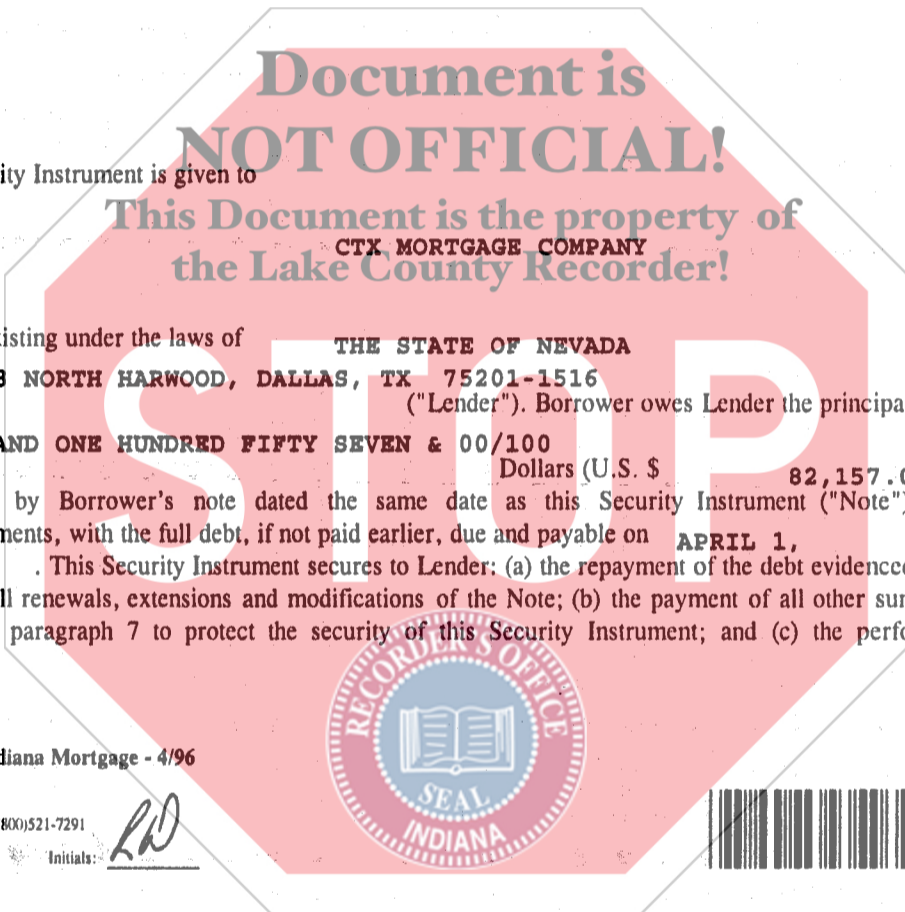 Document is
NOT OFFICIAL!
ity Instrument is given to
This Document is the property of
CTX MORTGAGE COMPANY
the Lake County Recorder!
isting under the laws of THE STATE OF NEVADA
NORTH HARWOOD, DALLAS, TX 75201-1516
("Lender"). Borrower owes Lender the principa
AND ONE HUNDRED FIFTY SEVEN & 00/100
Dollars (U.S. $ 82,157.0
by Borrower's note dated the same date as this Security Instrument ("Note")
ments, with the full debt, if not paid earlier, due and payable on APRIL 1,
. This Security Instrument secures to Lender: (a) the repayment of the debt evidence
ll renewals, extensions and modifications of the Note; (b) the payment of all other sur
paragraph 7 to protect the security of this Security Instrument; and (c) the perfo
STOP
RECORDER'S OFFICE
SEAL
INDIANA
diana Mortgage - 4/96
800)521-7291
Initials: